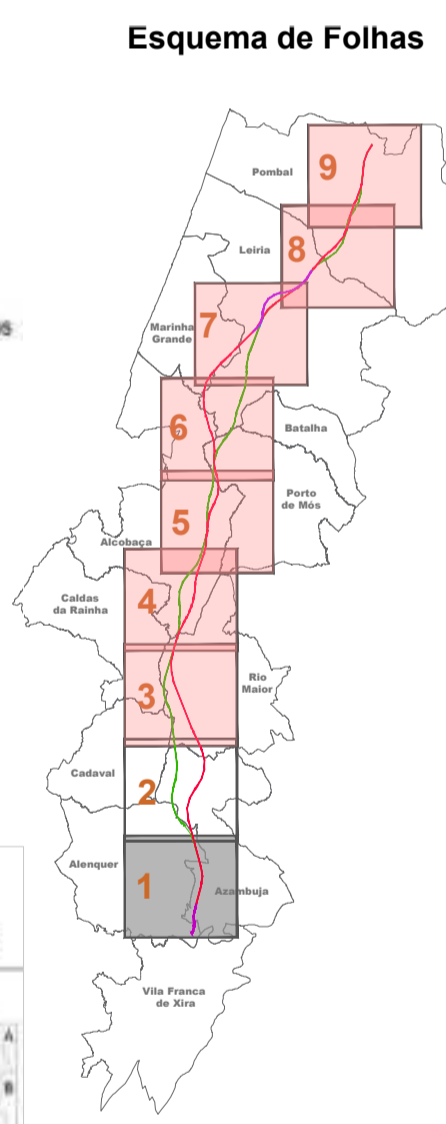 Esquema de Folhas
Pombal
9
Leiria
8
Marinha
Grande
7
6
Batalha
Porto
de Mós
5
Alcobaça
4
Caldas
da Rainha
Rio
Maior
3
Cadaval
2
Alenquer
1
Azambuja
Vila Franca
de Xira
A
B